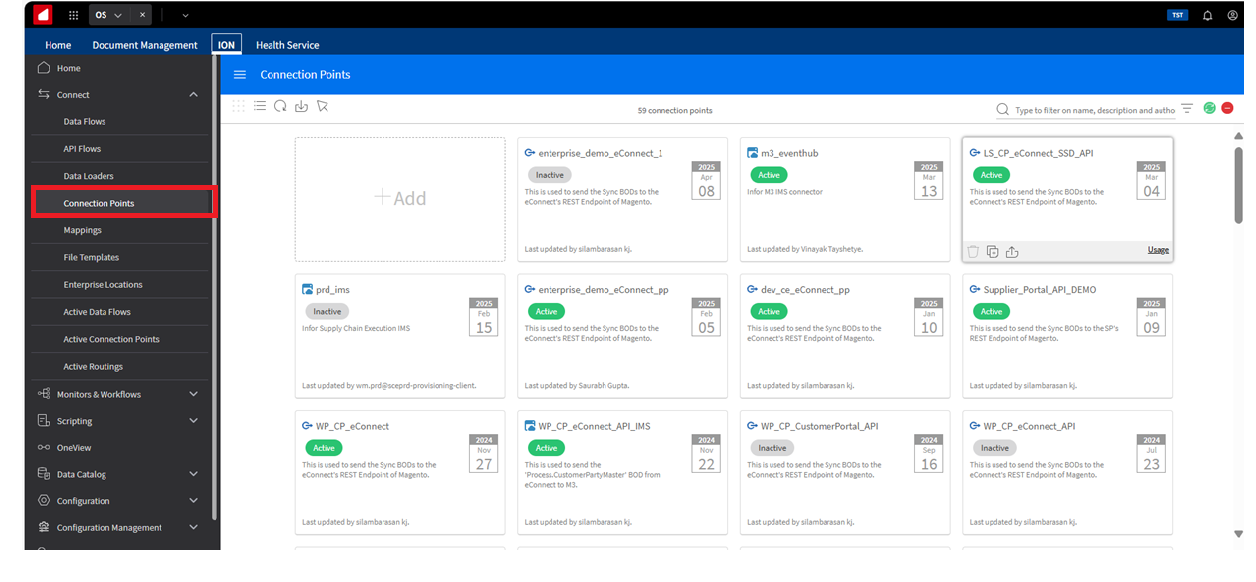 OS
TST
Home Document Management ION Health Service
Home
Connection Points
Connect
Data Flows
API Flows
Data Loaders
Connection Points
Mappings
File Templates
Enterprise Locations
Active Data Flows
Active Connection Points
Active Routings
Monitors & Workflows
Scripting
OneView
Data Catalog
Configuration
Configuration Management
59 connection points
Type to filter on name, description and autho
Add
enterprise_demo_eConnect_1
Inactive
2025
Apr
08
This is used to send the Sync BODs to the
eConnect's REST Endpoint of Magento.
Last updated by silambarasan kj.
m3_eventhub
Active
2025
Mar
13
Infor M3 IMS connector
Last updated by Vinayak Tayshetye.
LS_CP_eConnect_SSD_API
Active
2025
Mar
04
This is used to send the Sync BODs to the
eConnect's REST Endpoint of Magento.
Usage
prd_ims
Inactive
2025
Feb
15
Infor Supply Chain Execution IMS
Last updated by wm.prd@sceprd-provisioning-client.
enterprise_demo_eConnect_pp
Active
2025
Feb
05
This is used to send the Sync BODs to the
eConnect's REST Endpoint of Magento.
Last updated by Saurabh Gupta.
dev_ce_eConnect_pp
Active
2025
Jan
10
This is used to send the Sync BODs to the
eConnect's REST Endpoint of Magento.
Last updated by silambarasan kj.
Supplier_Portal_API_DEMO
Active
2025
Jan
09
This is used to send the Sync BODs to the SP's
REST Endpoint of Magento.
Last updated by silambarasan kj.
WP_CP_eConnect
Active
2024
Nov
27
This is used to send the Sync BODs to the
eConnect's REST Endpoint of Magento.
Last updated by silambarasan kj.
WP_CP_eConnect_API_IMS
Active
2024
Nov
22
This is used to send the
'Process.CustomerPartyMaster' BOD from
eConnect to M3.
Last updated by silambarasan kj.
WP_CP_CustomerPortal_API
Inactive
2024
Sep
16
This is used to send the Sync BODs to the
eConnect's REST Endpoint of Magento.
Last updated by silambarasan kj.
WP_CP_eConnect_API
Inactive
2024
Jul
23
This is used to send the Sync BODs to the
eConnect's REST Endpoint of Magento.
Last updated by silambarasan kj.